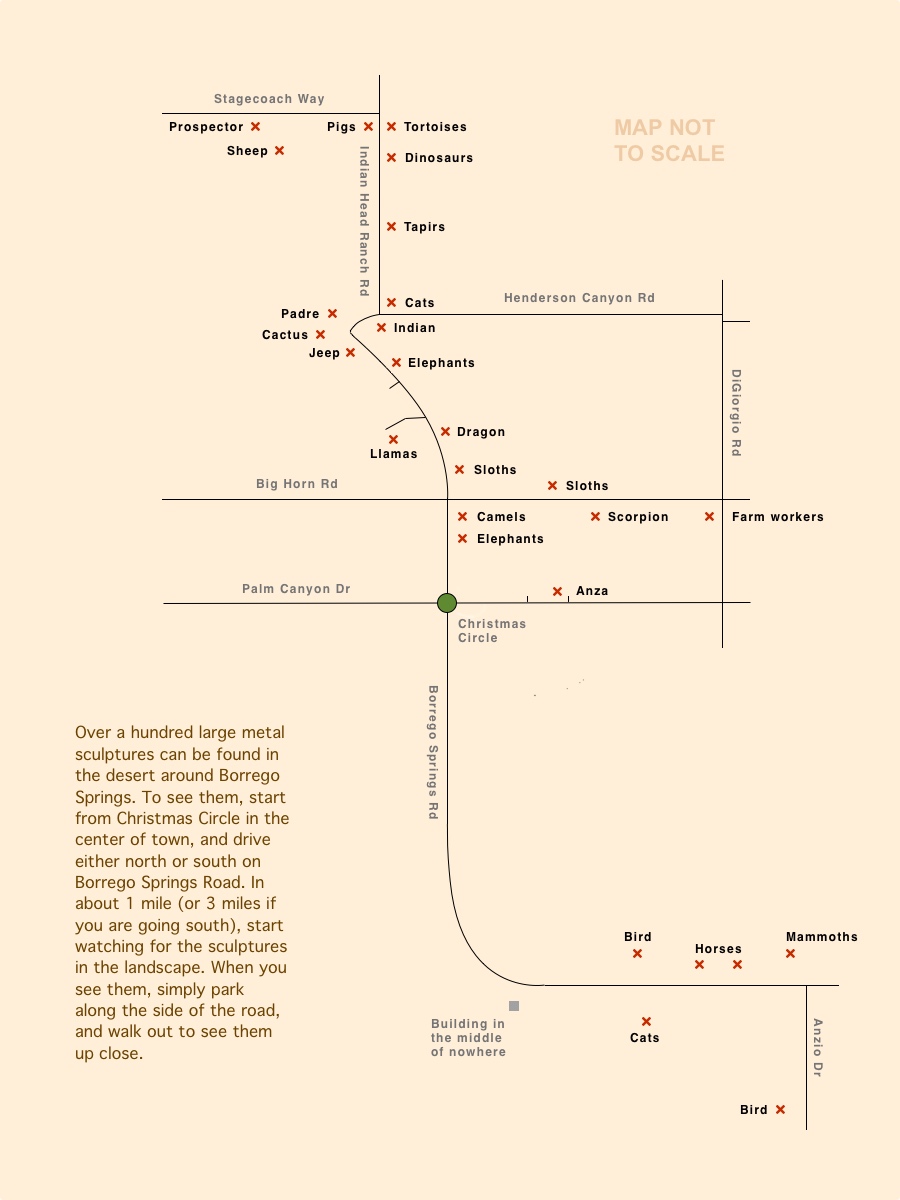 Stagecoach Way
MAP NOT
TO SCALE
Prospector
Pigs
Tortoises
Sheep
Dinosaurs
Indian Head Ranch Rd
Tapirs
Cats
Henderson Canyon Rd
Padre
Indian
Cactus
Jeep
Elephants
DiGiorgio Rd
Dragon
Llamas
Sloths
Big Horn Rd
Sloths
Camels
Scorpion
Farm workers
Elephants
Palm Canyon Dr
Anza
Christmas
Circle
Borrego Springs Rd
Over a hundred large metal
sculptures can be found in
the desert around Borrego
Springs. To see them, start
from Christmas Circle in the
center of town, and drive
either north or south on
Borrego Springs Road. In
about 1 mile (or 3 miles if
you are going south), start
watching for the sculptures
in the landscape. When you
see them, simply park
along the side of the road,
and walk out to see them
up close.
Bird
Horses
Mammoths
Building in
the middle
of nowhere
Cats
Anzio Dr
Bird